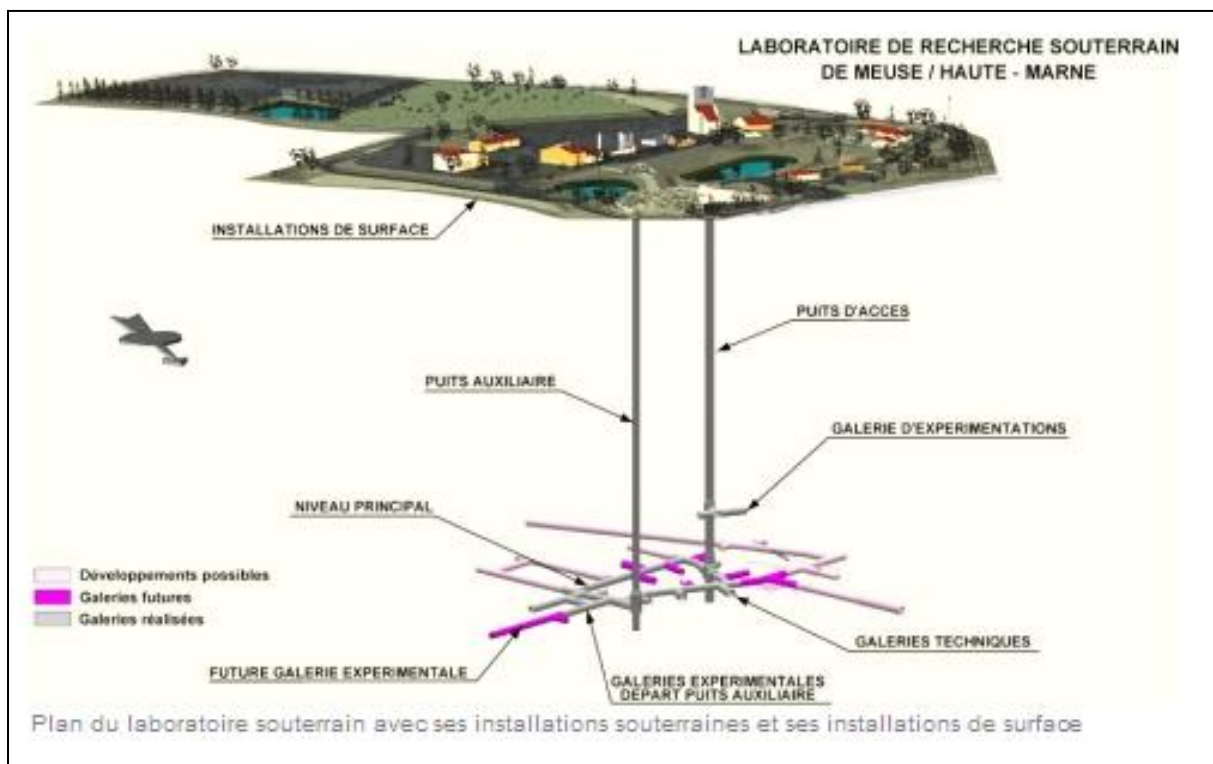 LABORATOIRE DE RECHERCHE SOUTERRAIN
DE MEUSE / HAUTE - MARNE
INSTALLATIONS DE SURFACE
PUITS D'ACCES
PUITS AUXILIAIRE
GALERIE D'EXPERIMENTATIONS
NIVEAU PRINCIPAL
Développements possibles
Galeries futures
Galeries réalisées
GALERIES TECHNIQUES
FUTURE GALERIE EXPERIMENTALE
GALERIES EXPERIMENTALES
DEPART PUITS AUXILIAIRE
Plan du laboratoire souterrain avec ses installations souterraines et ses installations de surface